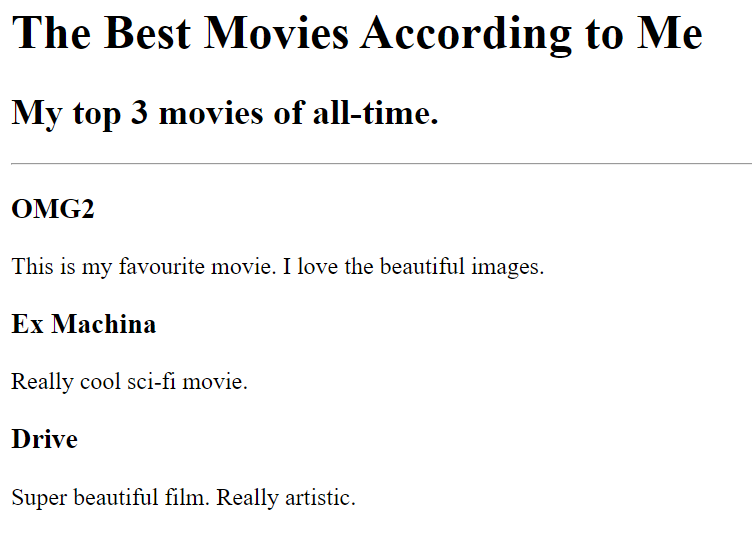 The Best Movies According to Me
My top 3 movies of all-time.
OMG2
This is my favourite movie. I love the beautiful images.
Ex Machina
Really cool sci-fi movie.
Drive
Super beautiful film. Really artistic.